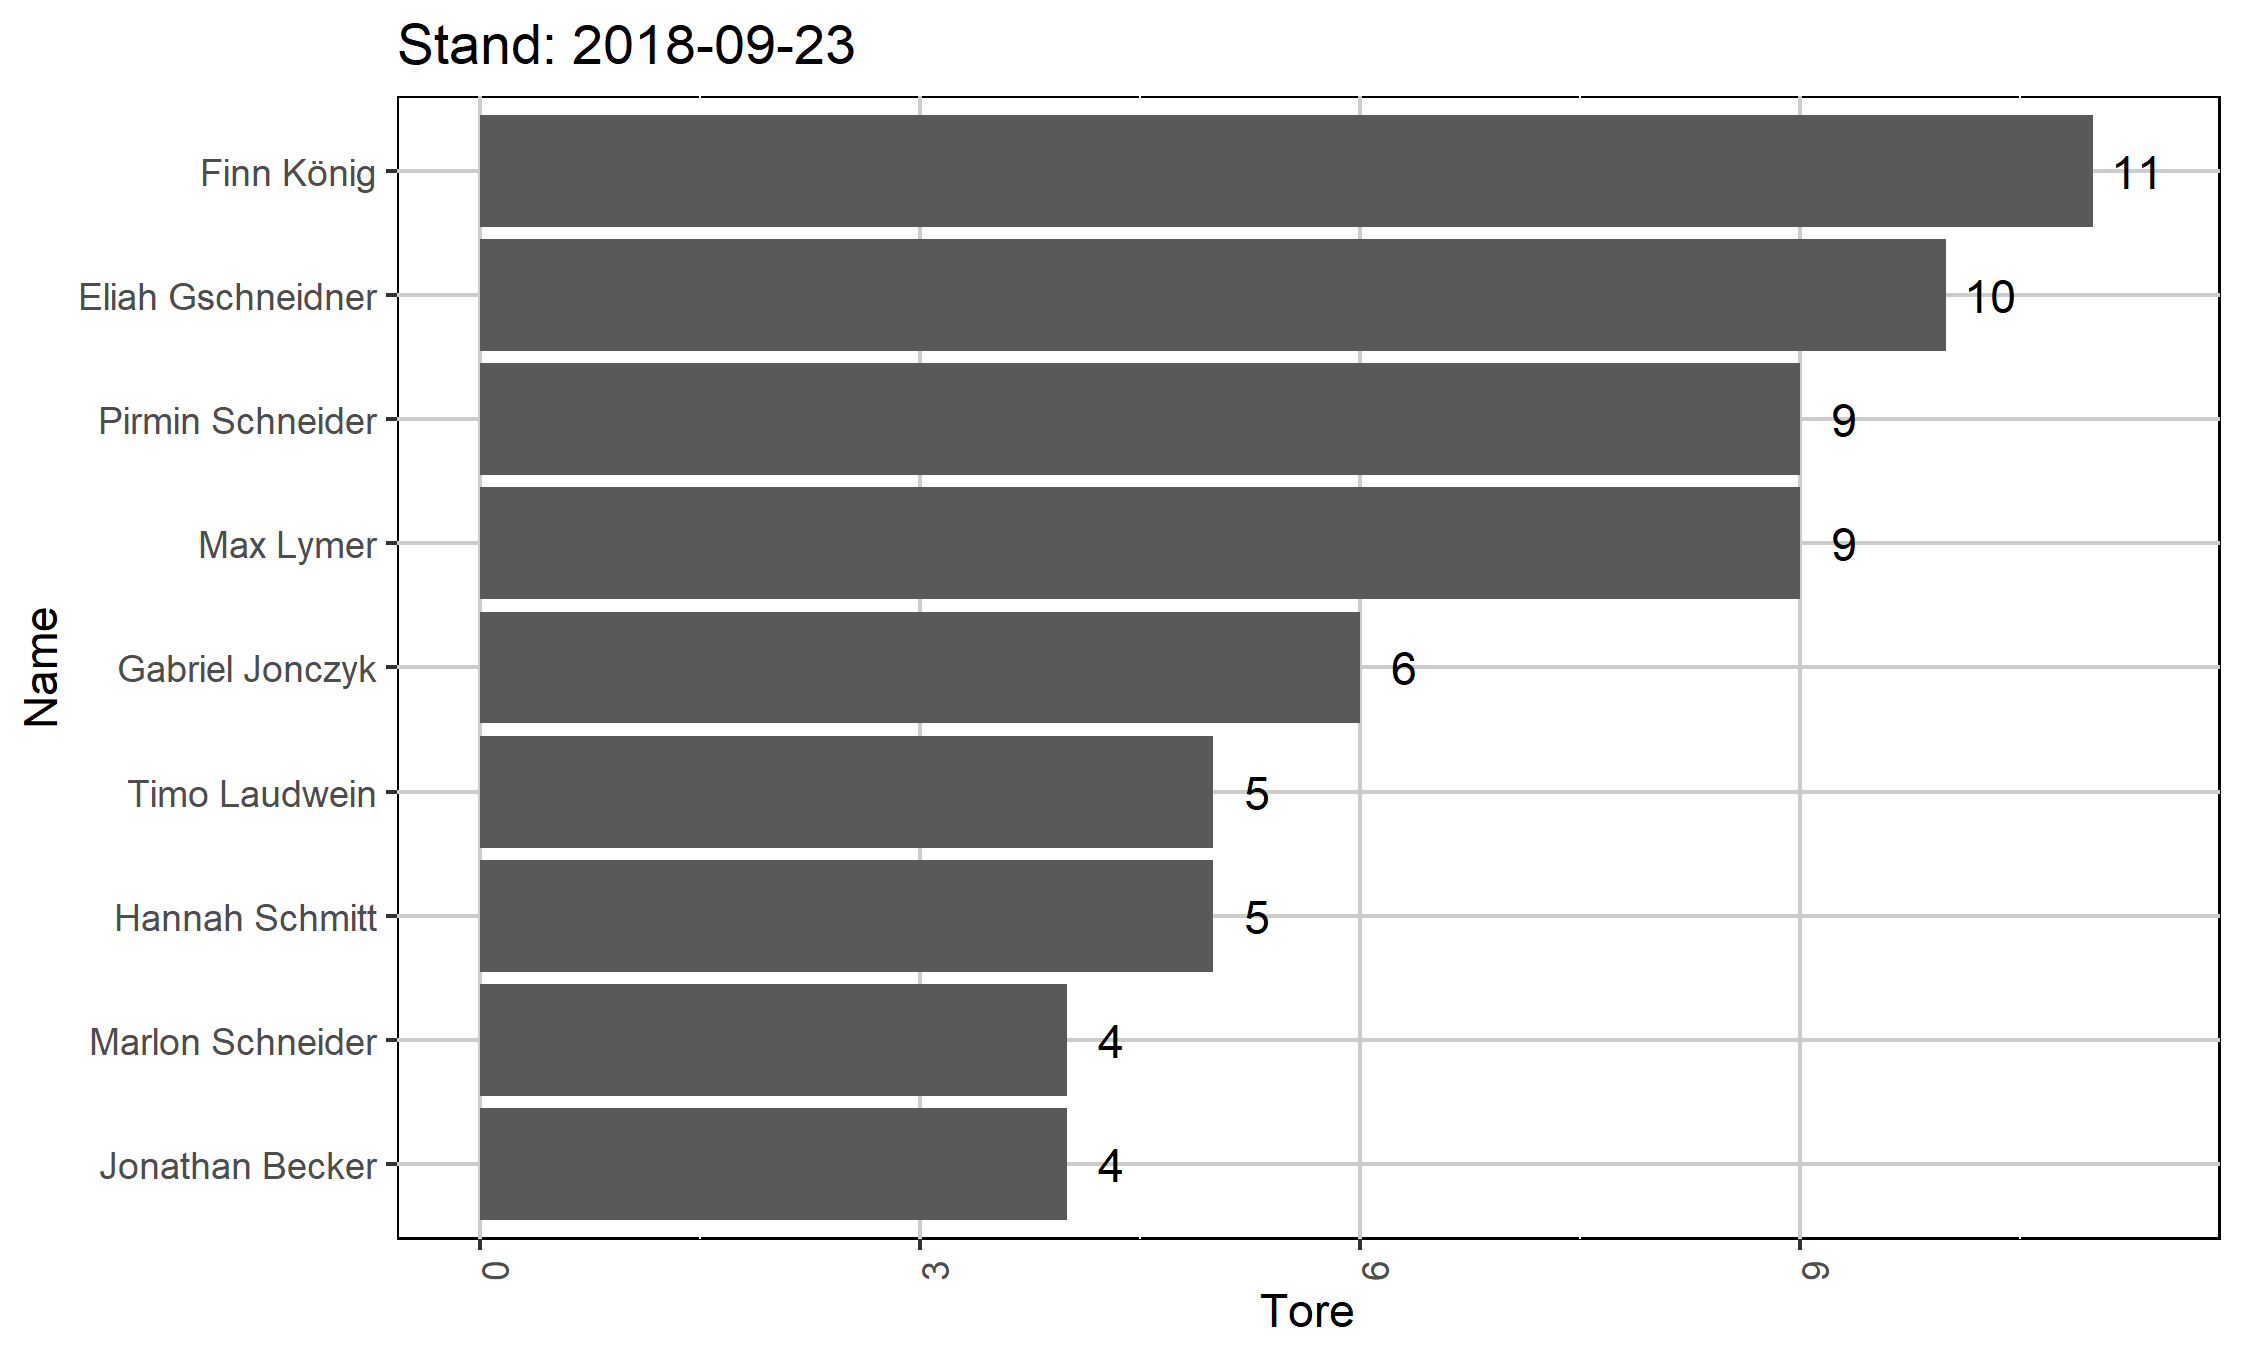 Stand: 2018-09-23
Name
Finn König 11
Eliah Gschneidner 10
Pirmin Schneider 9
Max Lymer 9
Gabriel Jonczyk 6
Timo Laudwein 5
Hannah Schmitt 5
Marlon Schneider 4
Jonathan Becker 4
0 3 6 9
Tore